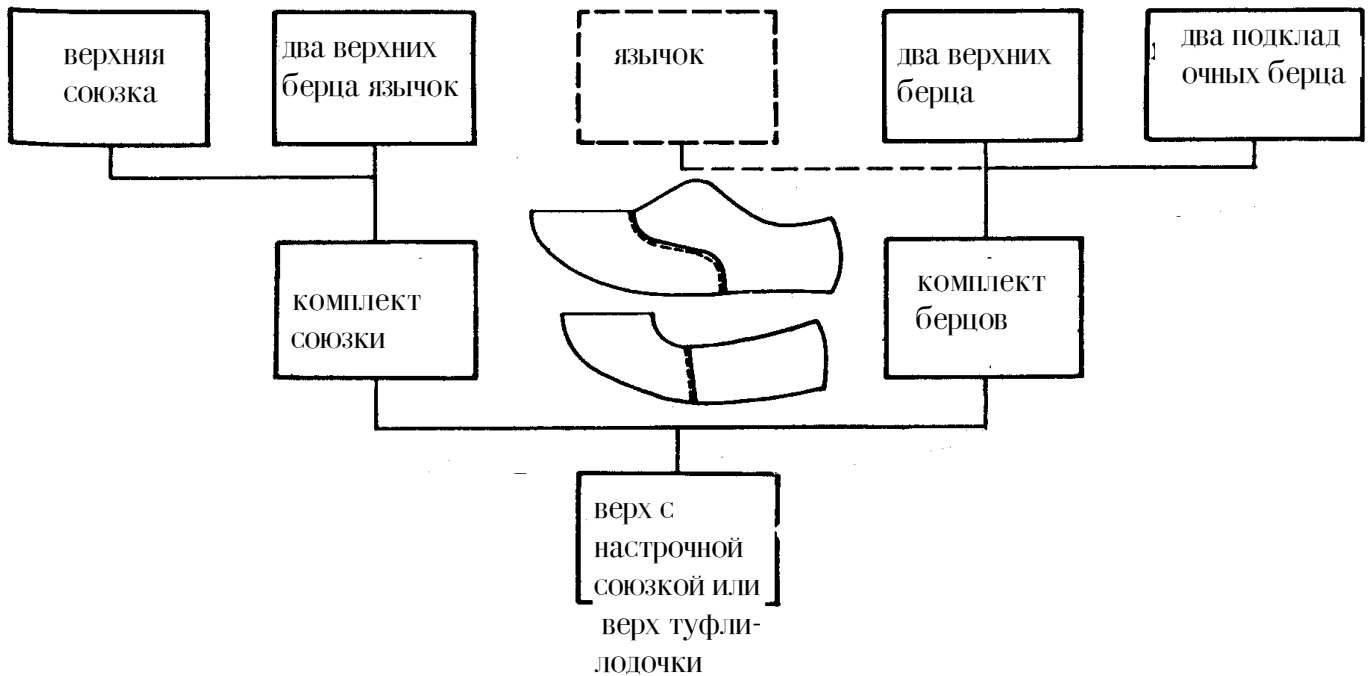 верхняя
союзка
два верхних
берца язычок
язычок
два верхних
берца
два подклад
очных берца
комплект
союзки
комплект
берцов
верх с
настрочной
союзкой или
верх туфли-
лодочки